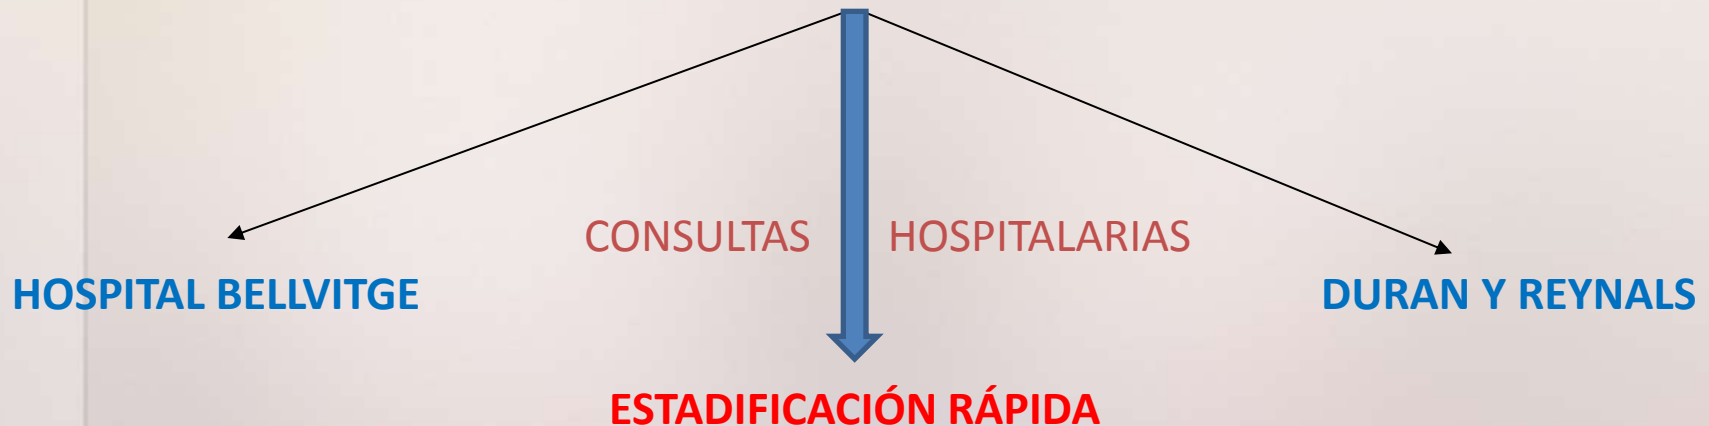 CONSULTAS HOSPITALARIAS
HOSPITAL BELLVITGE
DURAN Y REYNALS
ESTADIFICACIÓN RÁPIDA